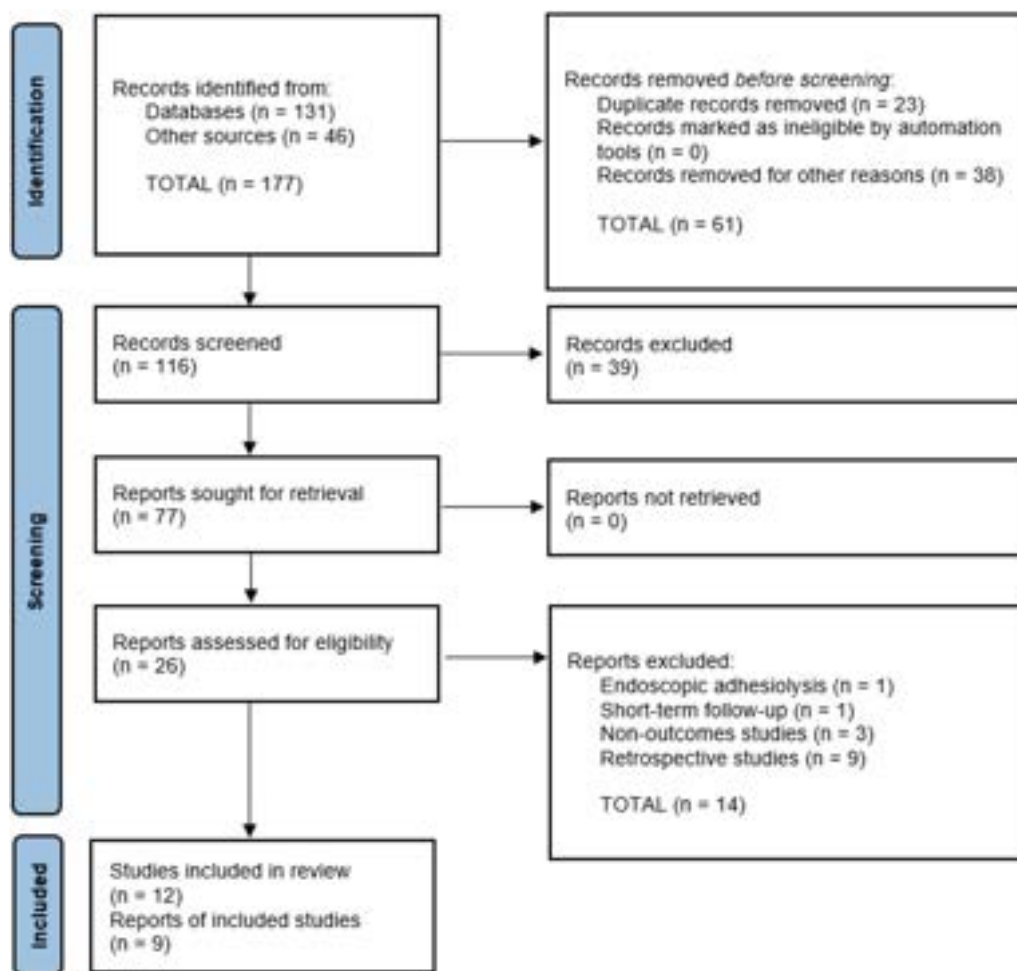 Identification
Records identified from:
Databases (n = 131)
Other sources (n = 46)
TOTAL (n = 177)
Records removed before screening:
Duplicate records removed (n = 23)
Records marked as ineligible by automation
tools (n = 0)
Records removed for other reasons (n = 38)
TOTAL (n = 61)
Screening
Records screened
(n = 116)
Records excluded
(n = 39)
Reports sought for retrieval
(n = 77)
Reports not retrieved
(n = 0)
Reports assessed for eligibility
(n = 26)
Reports excluded:
Endoscopic adhesiolysis (n = 1)
Short-term follow-up (n = 1)
Non-outcomes studies (n = 3)
Retrospective studies (n = 9)
TOTAL (n = 14)
Included
Studies included in review
(n = 12)
Reports of included studies
(n = 9)